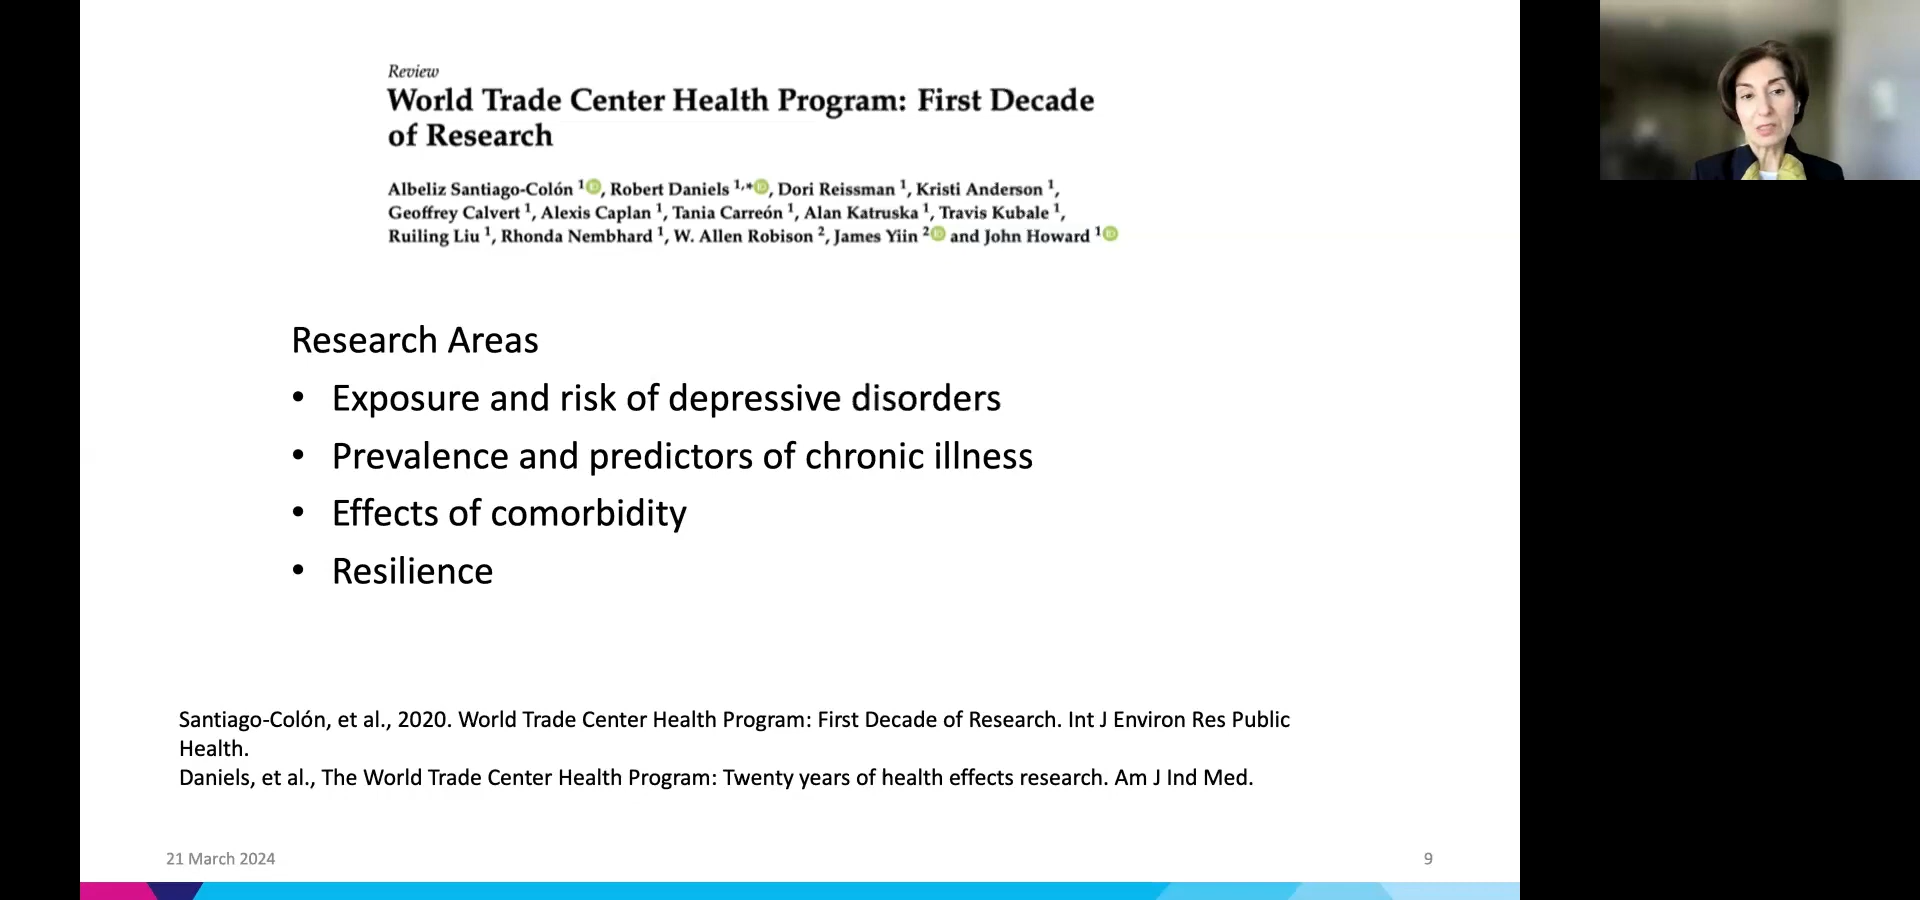 Review
World Trade Center Health Program: First Decade
of Research
Albeliz Santiago-Colón 1, Robert Daniels 1,*, Dori Reissman 1, Kristi Anderson 1,
Geoffrey Calvert 1, Alexis Caplan 1, Tania Carreón 1, Alan Katruska 1, Travis Kubale 1,
Ruiling Liu 1, Rhonda Nembhard 1, W. Allen Robison 2, James Yiin 2 and John Howard 1
Research Areas
• Exposure and risk of depressive disorders
• Prevalence and predictors of chronic illness
• Effects of comorbidity
• Resilience
Santiago-Colón, et al., 2020. World Trade Center Health Program: First Decade of Research. Int J Environ Res Public
Health.
Daniels, et al., The World Trade Center Health Program: Twenty years of health effects research. Am J Ind Med.
21 March 2024
9